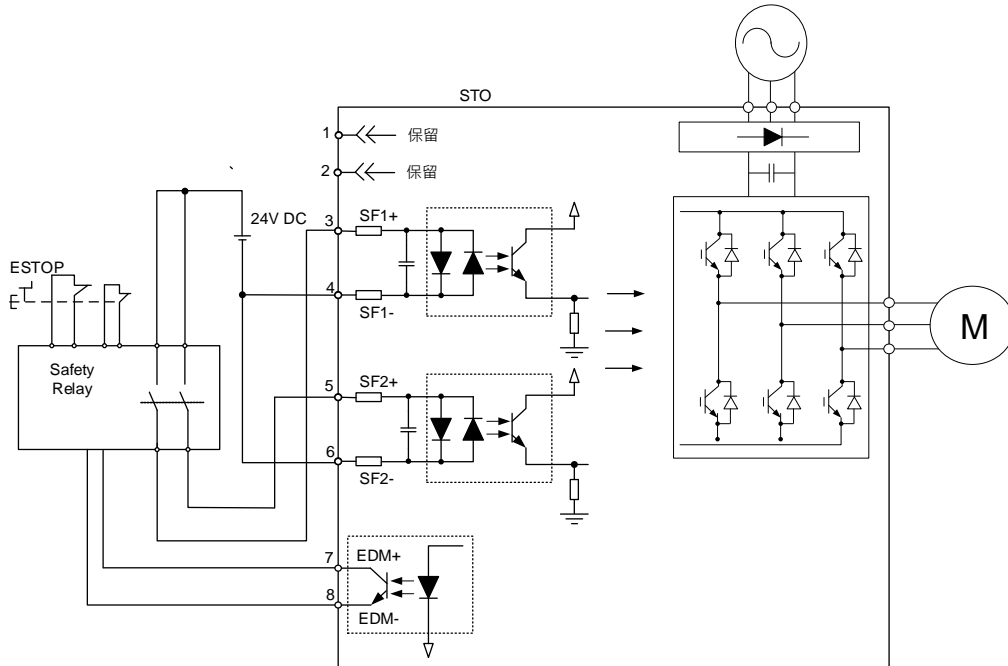 STO
1
保留
2
保留
24V DC
3
SF1+
ESTOP
4
SF1-
Safety
Relay
5
SF2+
6
SF2-
7
EDM+
8
EDM-
M